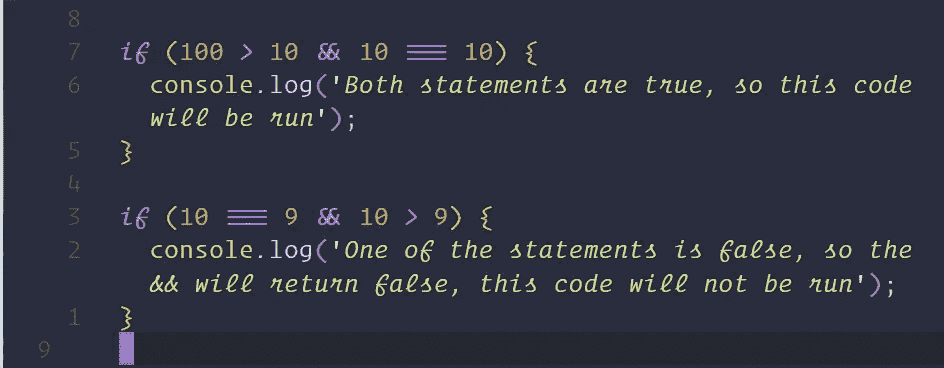 8
7 if (100 > 10 && 10 === 10) {
6 console.log('Both statements are true, so this code
will be run');
5 }
4
3 if (10 === 9 && 10 > 9) {
2 console.log('One of the statements is false, so the
&& will return false, this code will not be run');
1 }
9